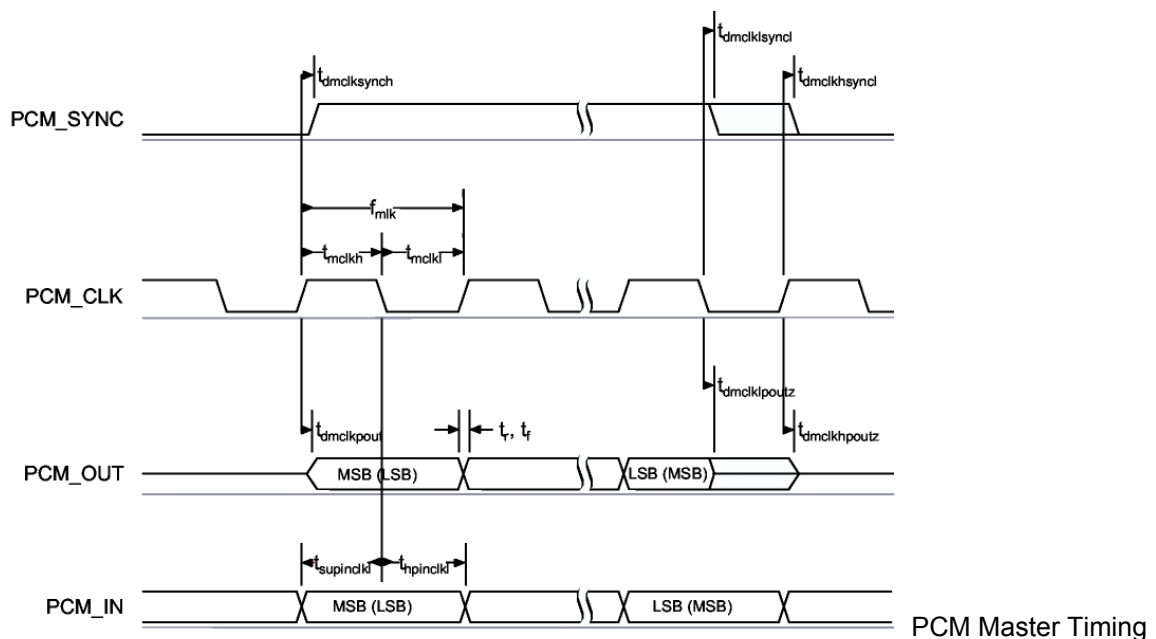 t_dmclklsyncl
t_dmclksynch
t_dmclkhsyncl
PCM_SYNC
f_mlk
t_mclkh
t_mclkl
PCM_CLK
t_dmclklpoutz
t_dmclkpout
t_r, t_f
t_dmclkhpoutz
PCM_OUT
MSB (LSB)
LSB (MSB)
t_supinclkl
t_hpinclkl
PCM_IN
MSB (LSB)
LSB (MSB)
PCM Master Timing